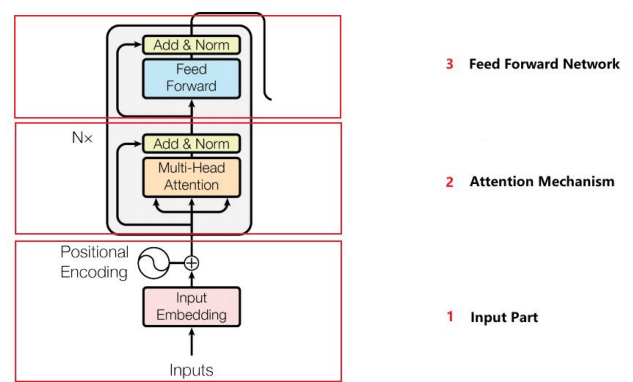 Add & Norm
Feed
Forward
3 Feed Forward Network
N×
Add & Norm
Multi-Head
Attention
2 Attention Mechanism
Positional
Encoding
Input
Embedding
1 Input Part
Inputs